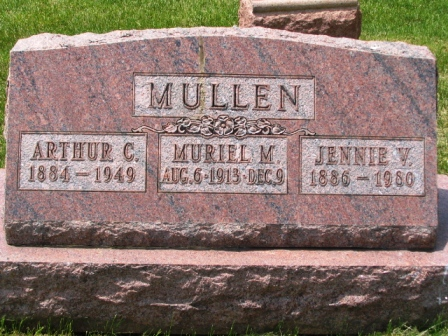 MULLEN
ARTHUR C.
1884 — 1949
MURIEL M.
AUG. 6 · 1913 · DEC. 9
JENNIE V.
1886 — 1980